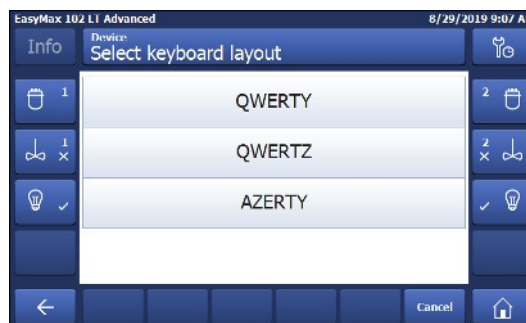 EasyMax 102 LT Advanced 8/29/2019 9:07 A
Info
Device
Select keyboard layout
1
QWERTY
2
1
QWERTZ
2
AZERTY
Cancel